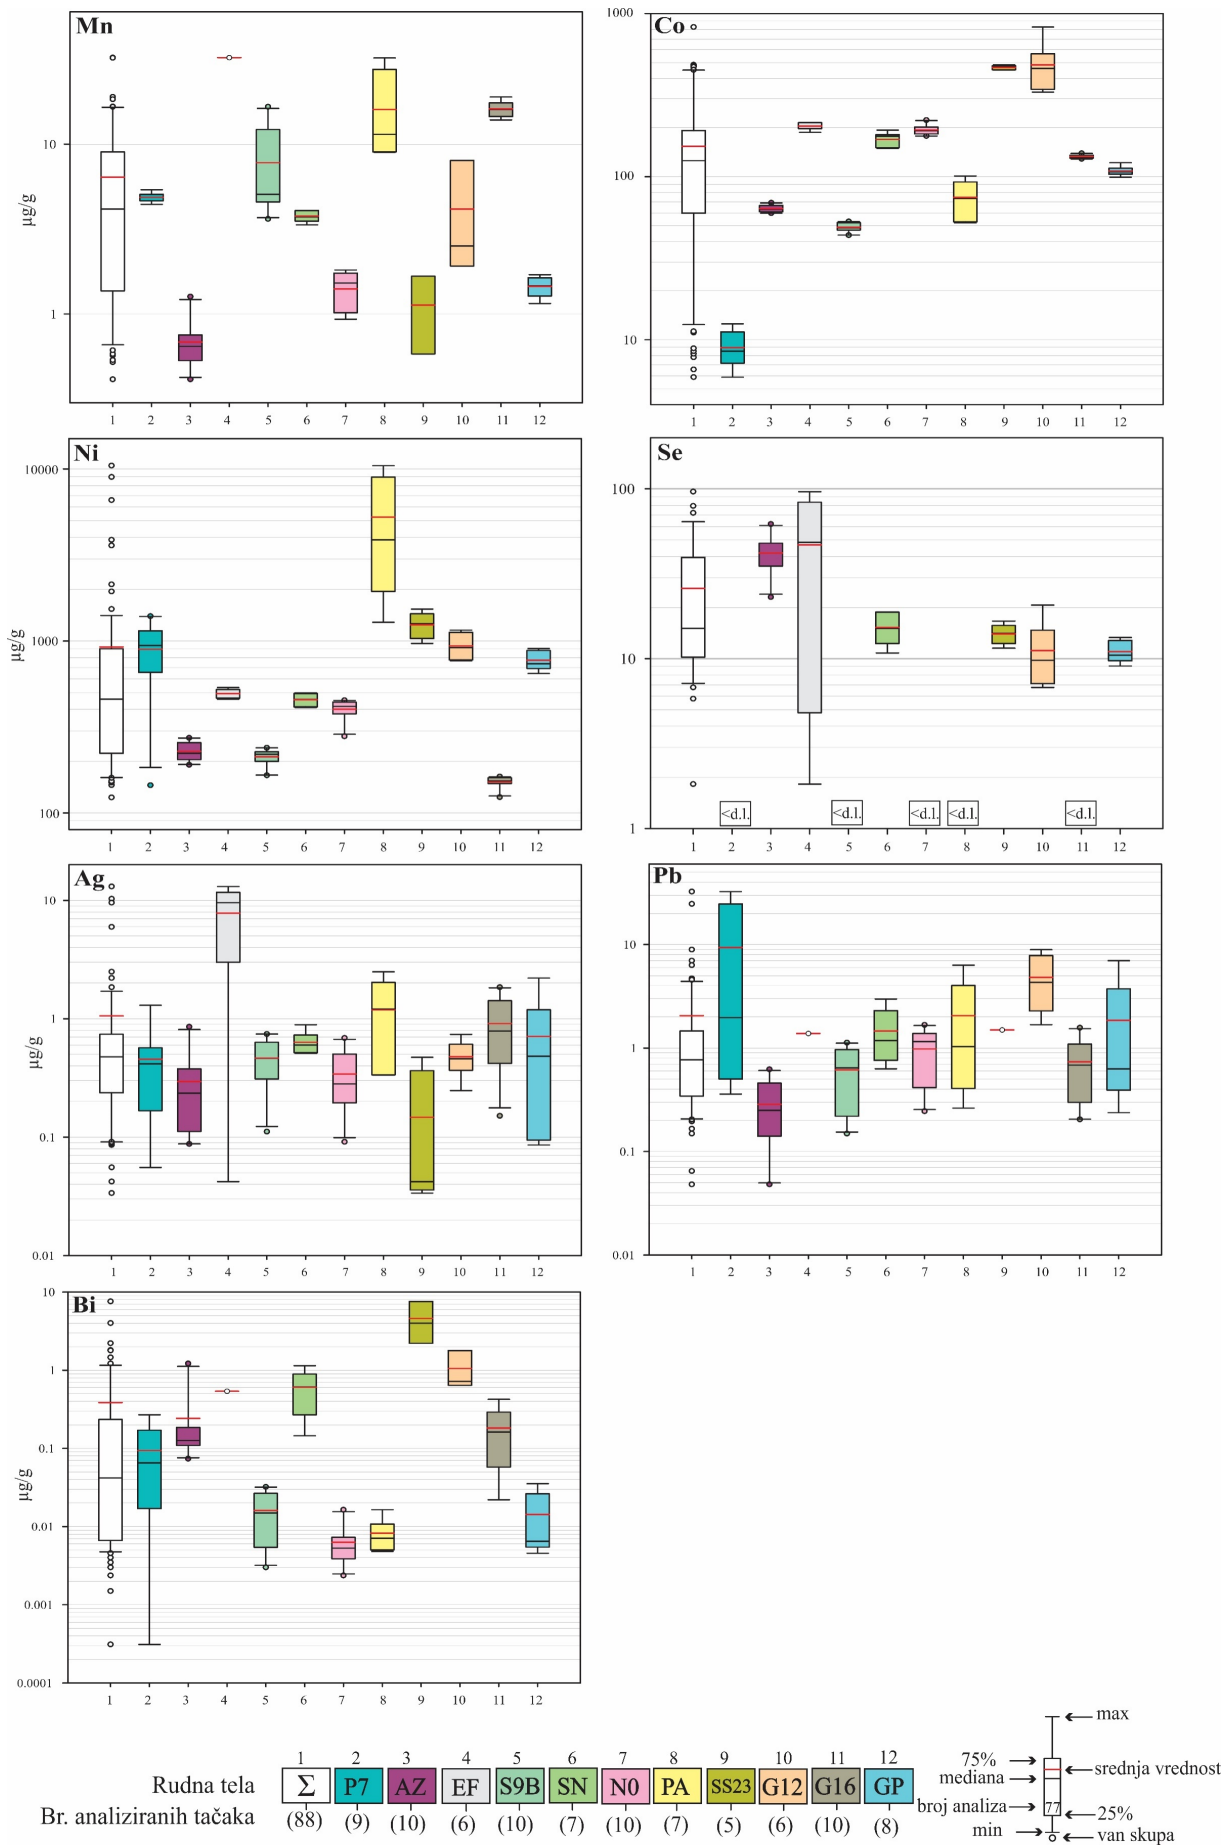 Mn
10
1
µg/g
1 2 3 4 5 6 7 8 9 10 11 12
Co
1000
100
10
1 2 3 4 5 6 7 8 9 10 11 12
Ni
10000
1000
100
µg/g
1 2 3 4 5 6 7 8 9 10 11 12
Se
100
10
1
<d.l. <d.l. <d.l. <d.l. <d.l.
1 2 3 4 5 6 7 8 9 10 11 12
Ag
10
1
0.1
0.01
µg/g
1 2 3 4 5 6 7 8 9 10 11 12
Pb
10
1
0.1
0.01
1 2 3 4 5 6 7 8 9 10 11 12
Bi
10
1
0.1
0.01
0.001
0.0001
µg/g
1 2 3 4 5 6 7 8 9 10 11 12
1 2 3 4 5 6 7 8 9 10 11 12
Rudna tela Σ P7 AZ EF S9B SN N0 PA SS23 G12 G16 GP
Br. analiziranih tačaka (88) (9) (10) (6) (10) (7) (10) (7) (5) (6) (10) (8)
max
75%
srednja vrednost
mediana
broj analiza 77
25%
min
van skupa